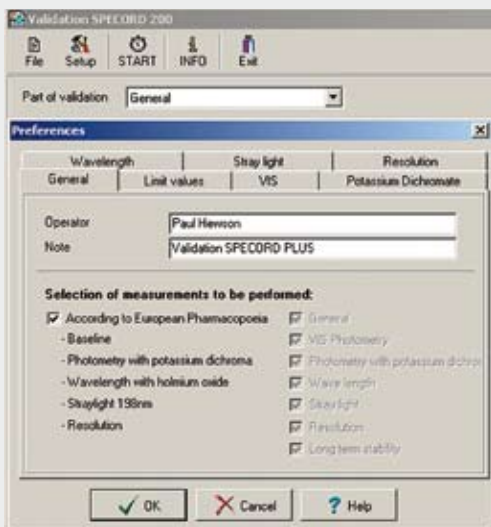 Validation SPECORD 200
File Setup START INFO Exit
Part of validation General
Preferences
Wavelength Stray light Resolution
General Limit values VIS Potassium Dichromate
Operator Paul Hewson
Note Validation SPECORD PLUS
Selection of measurements to be performed:
According to European Pharmacopoeia General
- Baseline VIS Photometry
- Photometry with potassium dichroma Photometry with potassium dichror
- Wavelength with holmium oxide Wave length
- Straylight 198nm Stray light
- Resolution Resolution
Long term stability
OK Cancel ? Help